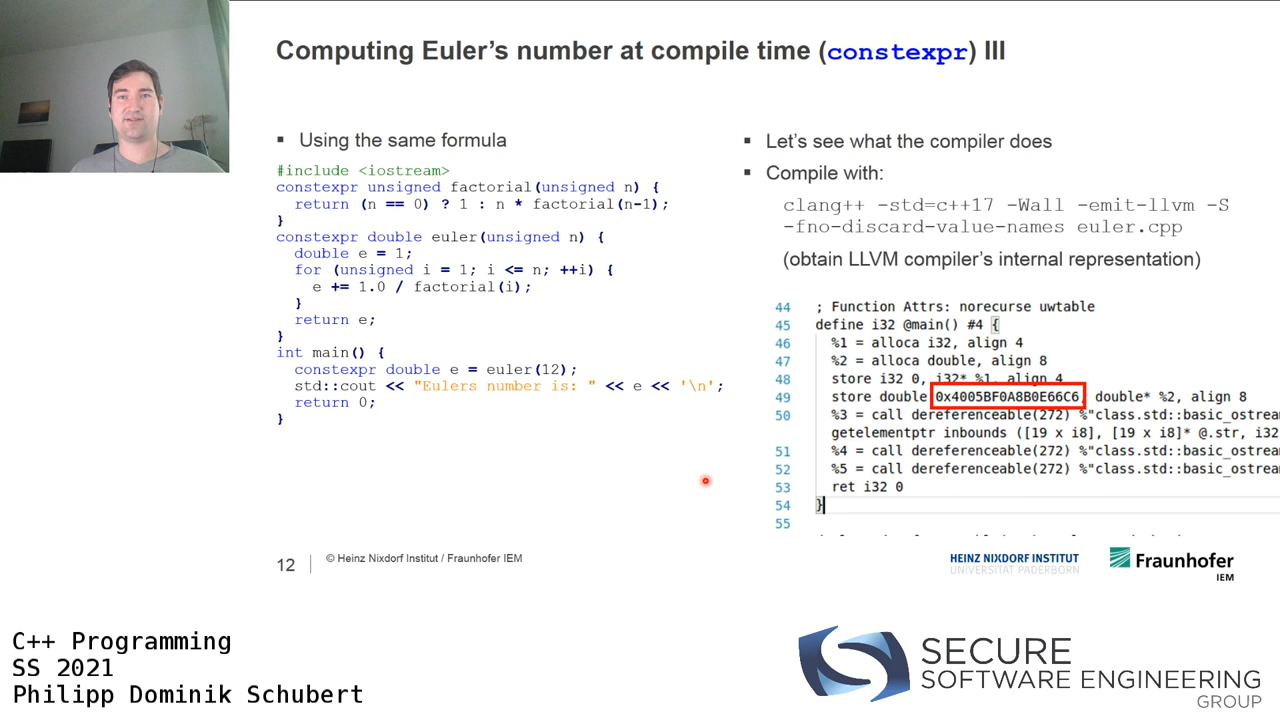 Computing Euler’s number at compile time (constexpr) III
▪ Using the same formula
#include <iostream>
constexpr unsigned factorial(unsigned n) {
  return (n == 0) ? 1 : n * factorial(n-1);
}
constexpr double euler(unsigned n) {
  double e = 1;
  for (unsigned i = 1; i <= n; ++i) {
    e += 1.0 / factorial(i);
  }
  return e;
}
int main() {
  constexpr double e = euler(12);
  std::cout << "Eulers number is: " << e << '\n';
  return 0;
}
▪ Let’s see what the compiler does
▪ Compile with:
clang++ -std=c++17 -Wall -emit-llvm -S
-fno-discard-value-names euler.cpp
(obtain LLVM compiler’s internal representation)
44 ; Function Attrs: norecurse uwtable
45 define i32 @main() #4 {
46 %1 = alloca i32, align 4
47 %2 = alloca double, align 8
48 store i32 0, i32* %1, align 4
49 store double 0x4005BF0A8B0E66C6, double* %2, align 8
50 %3 = call dereferenceable(272) %"class.std::basic_ostrea
getelementptr inbounds ([19 x i8], [19 x i8]* @.str, i32
51 %4 = call dereferenceable(272) %"class.std::basic_ostrea
52 %5 = call dereferenceable(272) %"class.std::basic_ostrea
53 ret i32 0
54 }
55
12
© Heinz Nixdorf Institut / Fraunhofer IEM
HEINZ NIXDORF INSTITUT
UNIVERSITÄT PADERBORN
Fraunhofer
IEM
C++ Programming
SS 2021
Philipp Dominik Schubert
SECURE
SOFTWARE ENGINEERING
GROUP